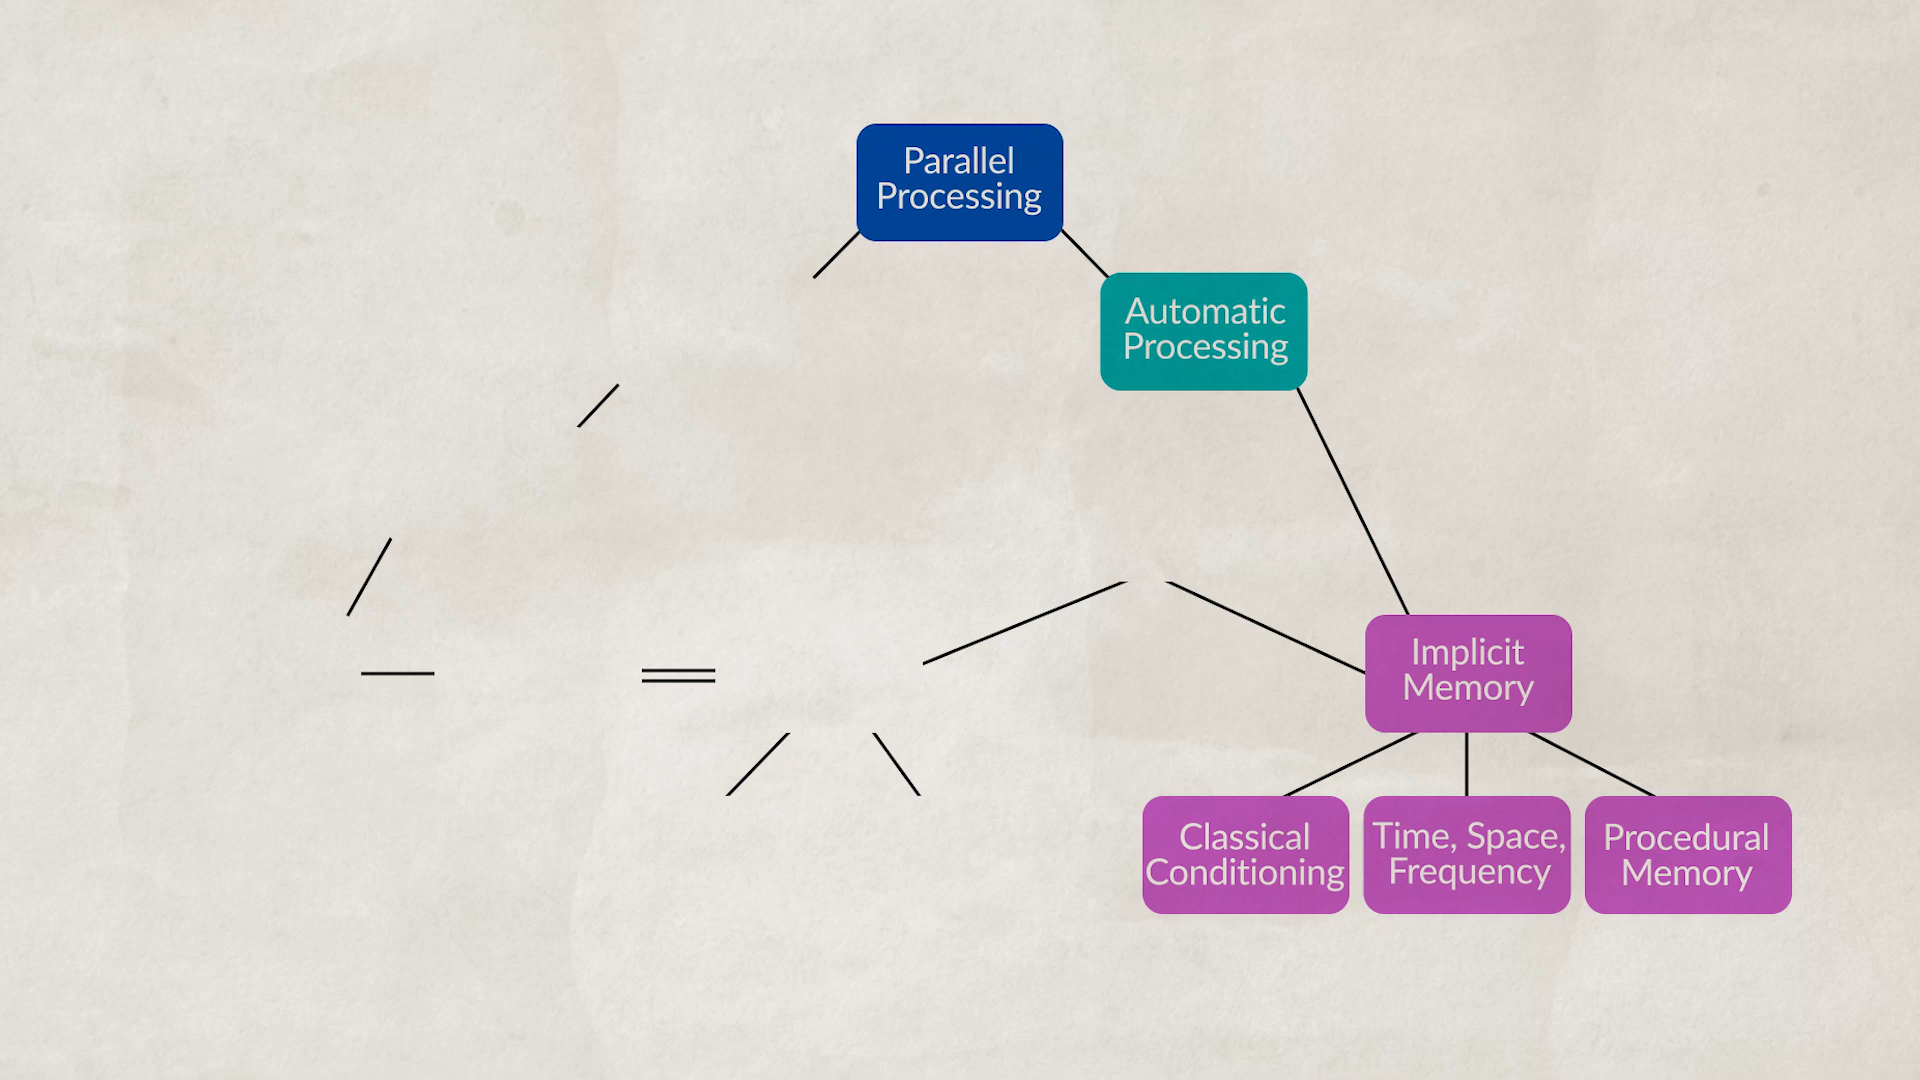 Parallel
Processing
Automatic
Processing
Implicit
Memory
Classical
Conditioning
Time, Space,
Frequency
Procedural
Memory